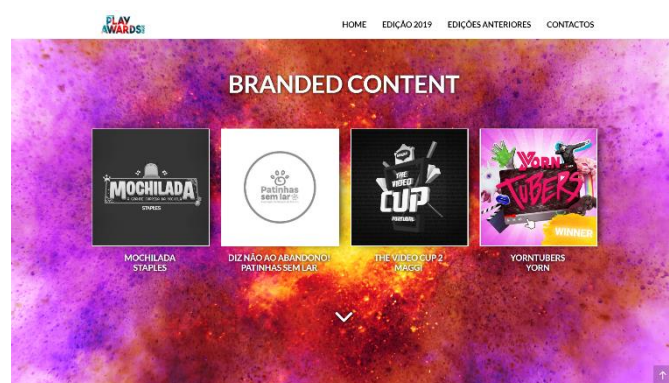 PLAY
AWARDS
HOME EDIÇÃO 2019 EDIÇÕES ANTERIORES CONTACTOS
BRANDED CONTENT
MOCHILADA
STAPLES
Patinhas
sem lar
THE
VIDEO
CUP
PORTUGAL
YORN
TUBERS
WINNER
MOCHILADA
STAPLES
DIZ NÃO AO ABANDONO!
PATINHAS SEM LAR
THE VIDEO CUP 2
MAGGI
YORNTUBERS
YORN